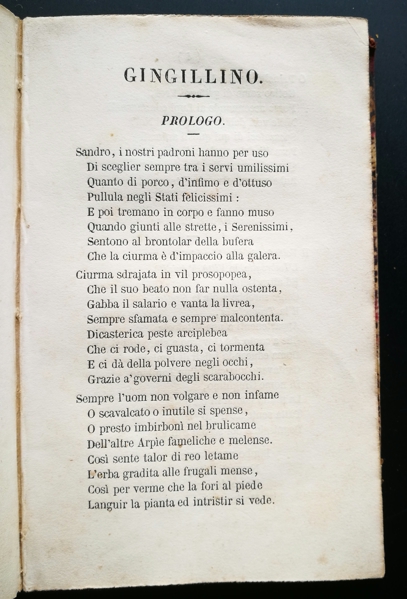 GINGILLINO.
PROLOGO.
Sandro, i nostri padroni hanno per uso
Di sceglier sempre tra i servi umilissimi
Quanto di porco, d'infimo e d'ottuso
Pullula negli Stati felicissimi :
E poi tremano in corpo e fanno muso
Quando giunti alle strette, i Serenissimi,
Sentono al brontolar della bufera
Che la ciurma è d'impaccio alla galera.
Ciurma sdrajata in vil prosopopea,
Che il suo beato non far nulla ostenta,
Gabba il salario e vanta la livrea,
Sempre sfamata e sempre malcontenta.
Dicasterica peste arciplebea
Che ci rode, ci guasta, ci tormenta
E ci dà della polvere negli occhi,
Grazie a'governi degli scarabocchi.
Sempre l'uom non volgare e non infame
O scavalcato o inutile si spense,
O presto imbirbonì nel brulicame
Dell'altre Arpìe fameliche e melense.
Così sente talor di reo letame
L'erba gradita alle frugali mense,
Così per verme che la fori al piede
Languir la pianta ed intristir si vede.